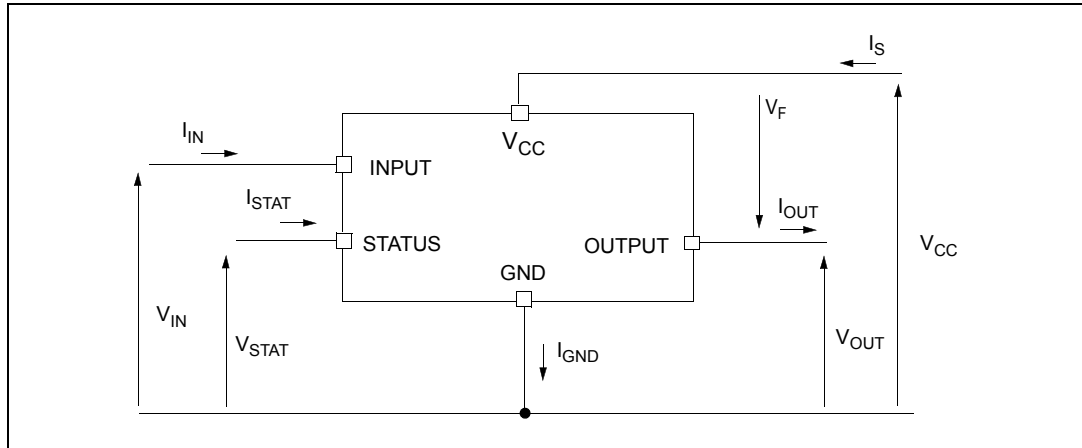 I_S
V_F
I_IN
V_CC
INPUT
I_STAT
I_OUT
STATUS
OUTPUT
V_CC
GND
V_IN
V_STAT
I_GND
V_OUT